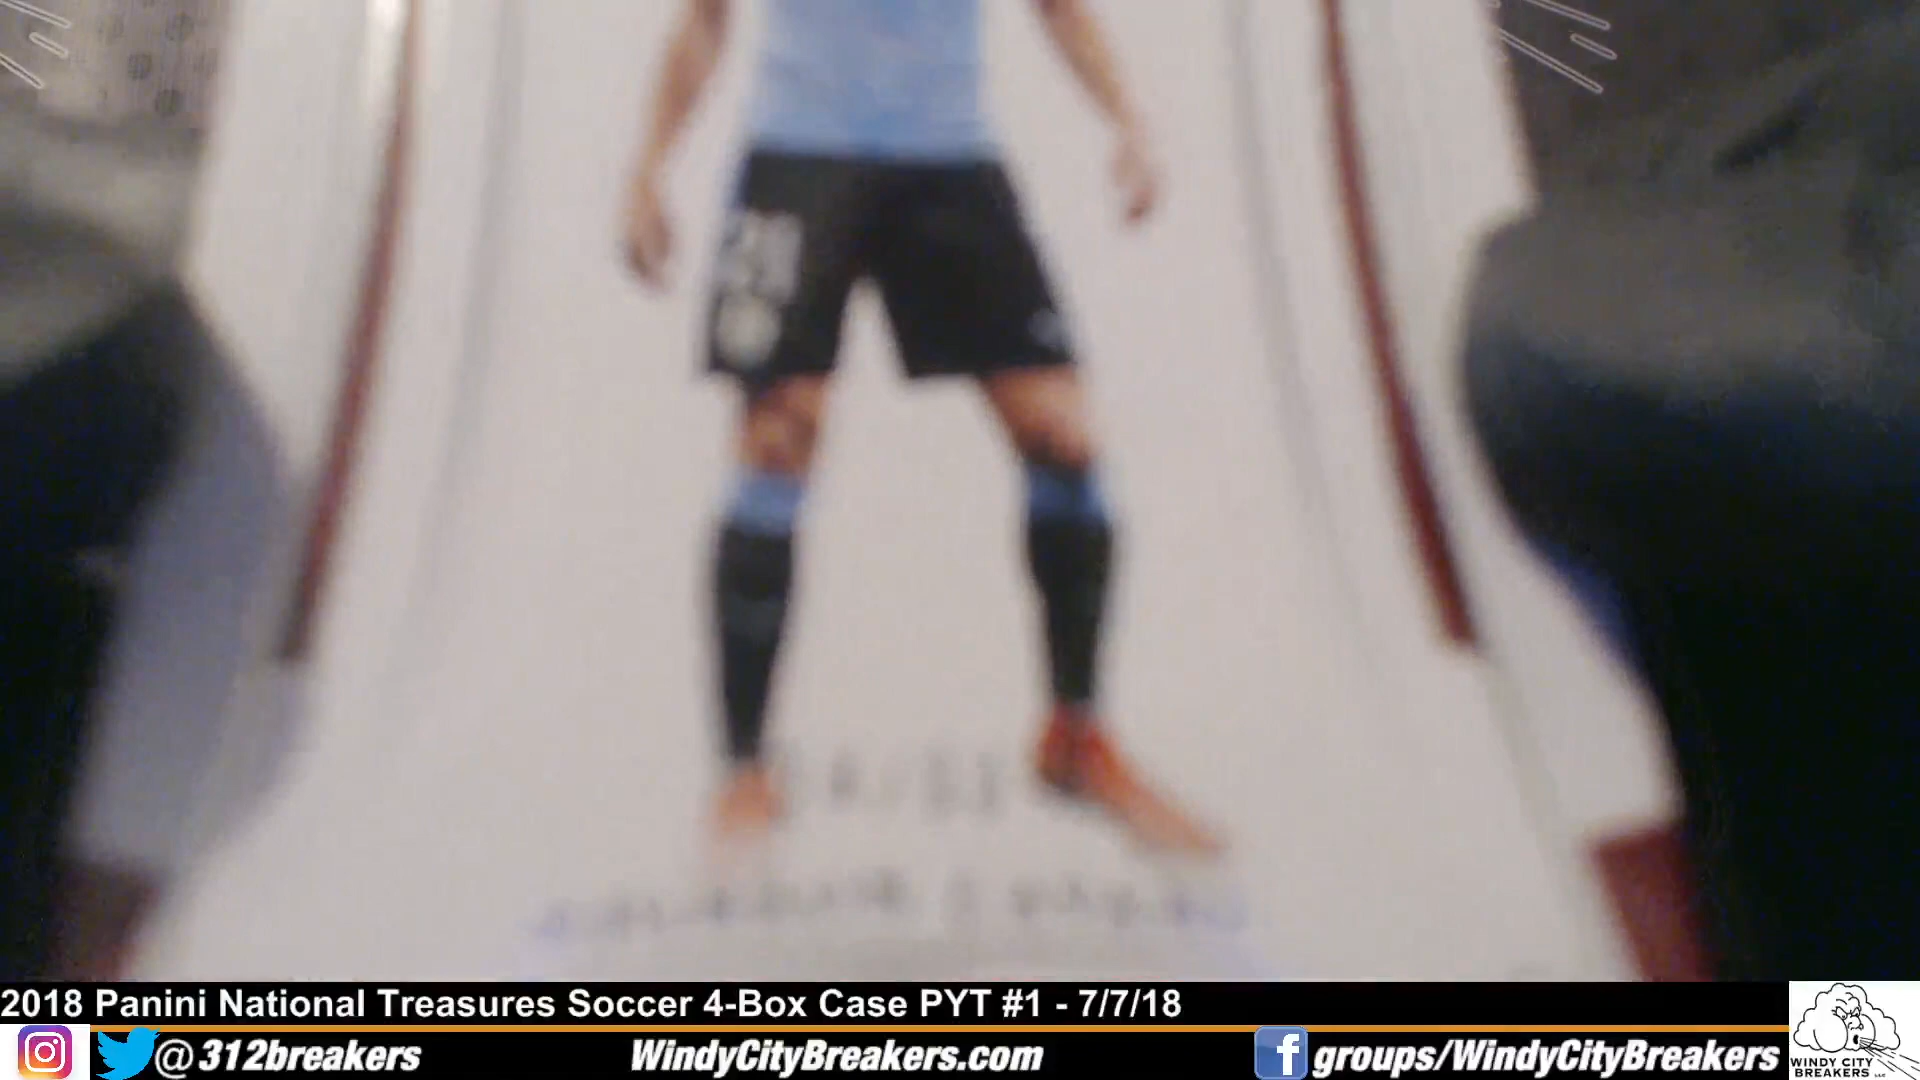 2018 Panini National Treasures Soccer 4-Box Case PYT #1 - 7/7/18
@312breakers
WindyCityBreakers.com
f groups/WindyCityBreakers
WINDY CITY
BREAKERS LLC